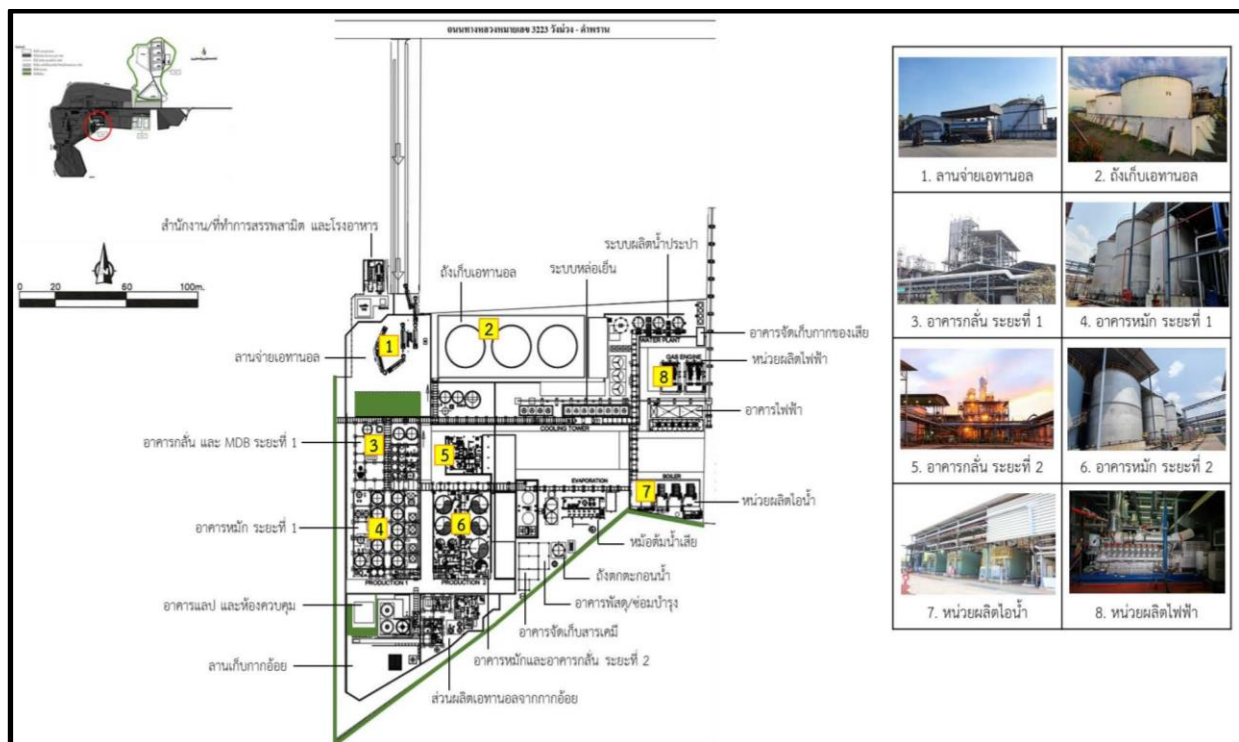 ถนนทางหลวงหมายเลข 3223 วังม่วง - คำพราน
0 20 60 100m.
สำนักงาน/ที่ทำการสรรพสามิต และโรงอาหาร
ถังเก็บเอทานอล
ระบบหล่อเย็น
ระบบผลิตน้ำประปา
ลานจ่ายเอทานอล
1
2
WATER PLANT
อาคารจัดเก็บกากของเสีย
GAS ENGINE
หน่วยผลิตไฟฟ้า
8
อาคารไฟฟ้า
COOLING TOWER
อาคารกลั่น และ MDB ระยะที่ 1
3
5
EVAPORATION
BOILER
7
หน่วยผลิตไอน้ำ
อาคารหมัก ระยะที่ 1
4
6
หม้อต้มน้ำเสีย
ถังตกตะกอนน้ำ
PRODUCTION 1
PRODUCTION 2
อาคารพัสดุ/ซ่อมบำรุง
อาคารแลป และห้องควบคุม
อาคารจัดเก็บสารเคมี
ลานเก็บกากอ้อย
อาคารหมักและอาคารกลั่น ระยะที่ 2
ส่วนผลิตเอทานอลจากกากอ้อย
1. ลานจ่ายเอทานอล
2. ถังเก็บเอทานอล
3. อาคารกลั่น ระยะที่ 1
4. อาคารหมัก ระยะที่ 1
5. อาคารกลั่น ระยะที่ 2
6. อาคารหมัก ระยะที่ 2
7. หน่วยผลิตไอน้ำ
8. หน่วยผลิตไฟฟ้า